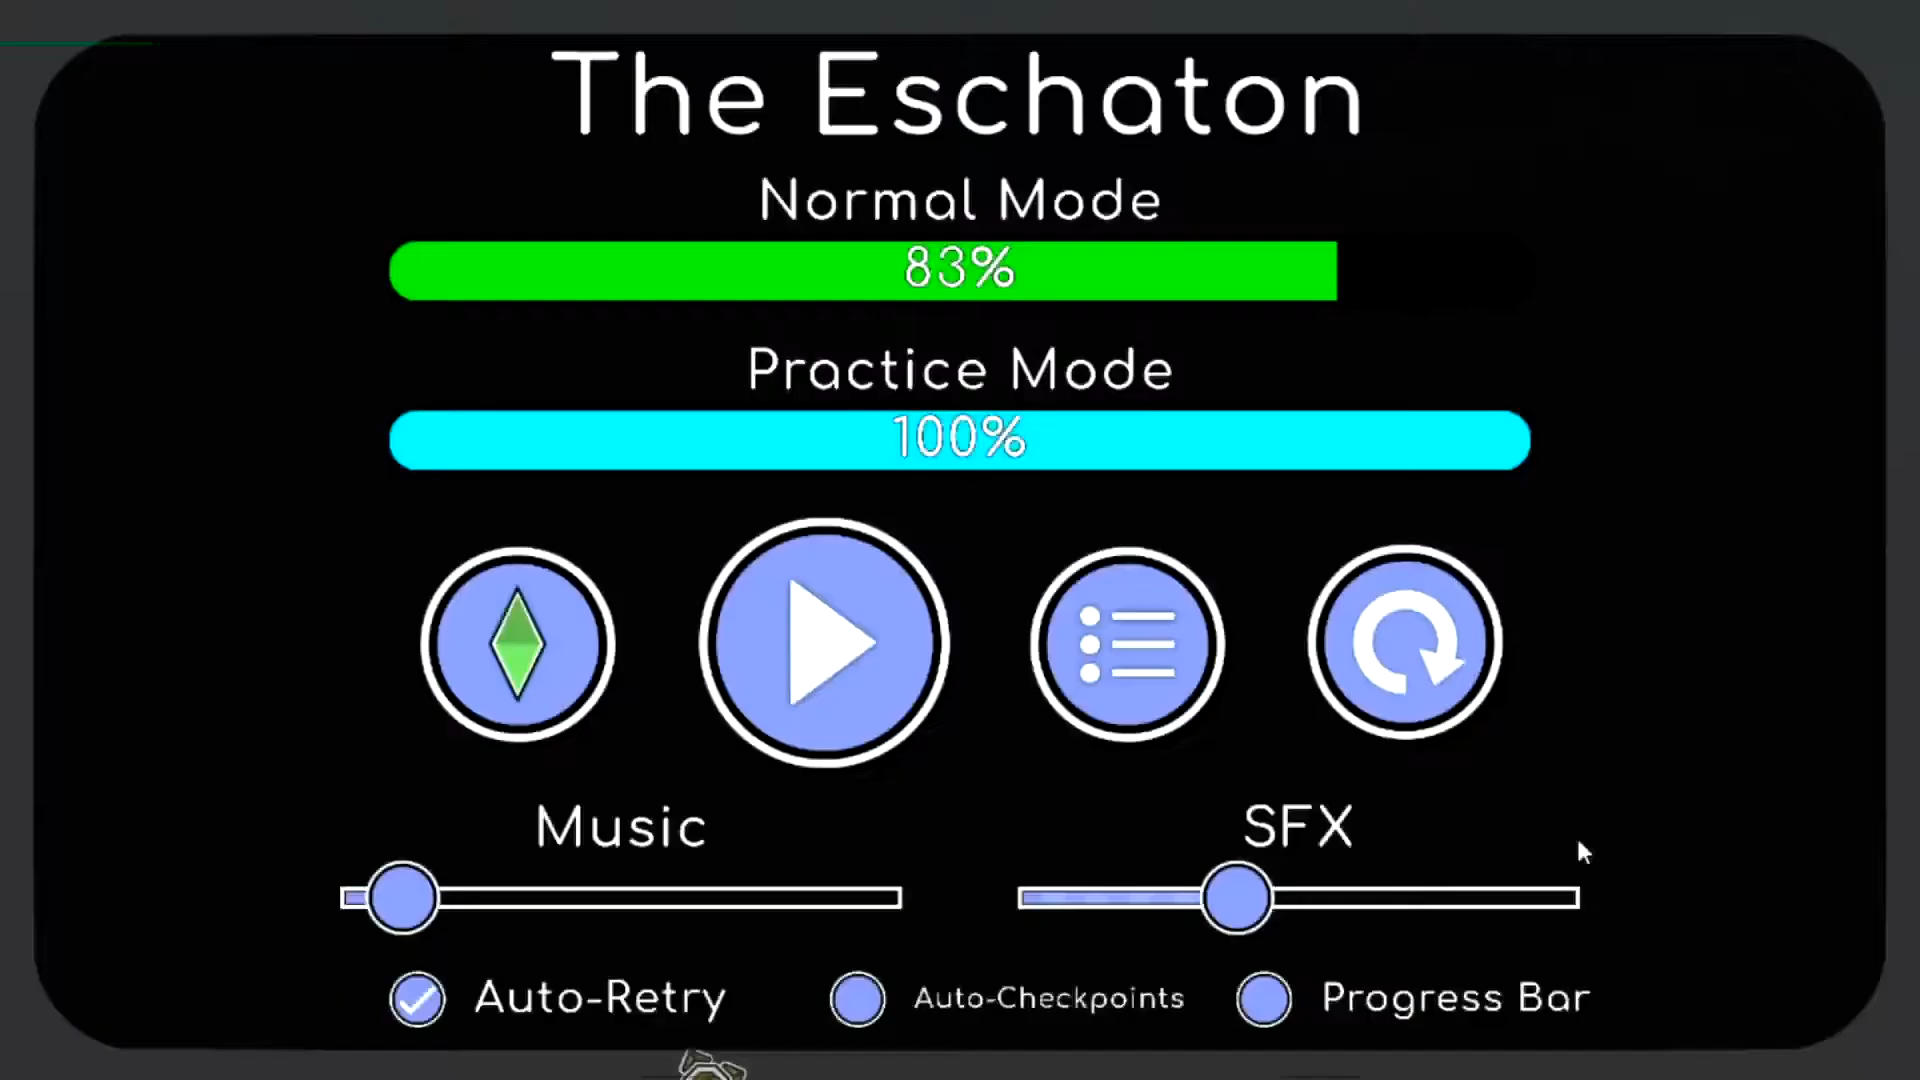 The Eschaton
Normal Mode
83%
Practice Mode
100%
Music
SFX
Auto-Retry
Auto-Checkpoints
Progress Bar